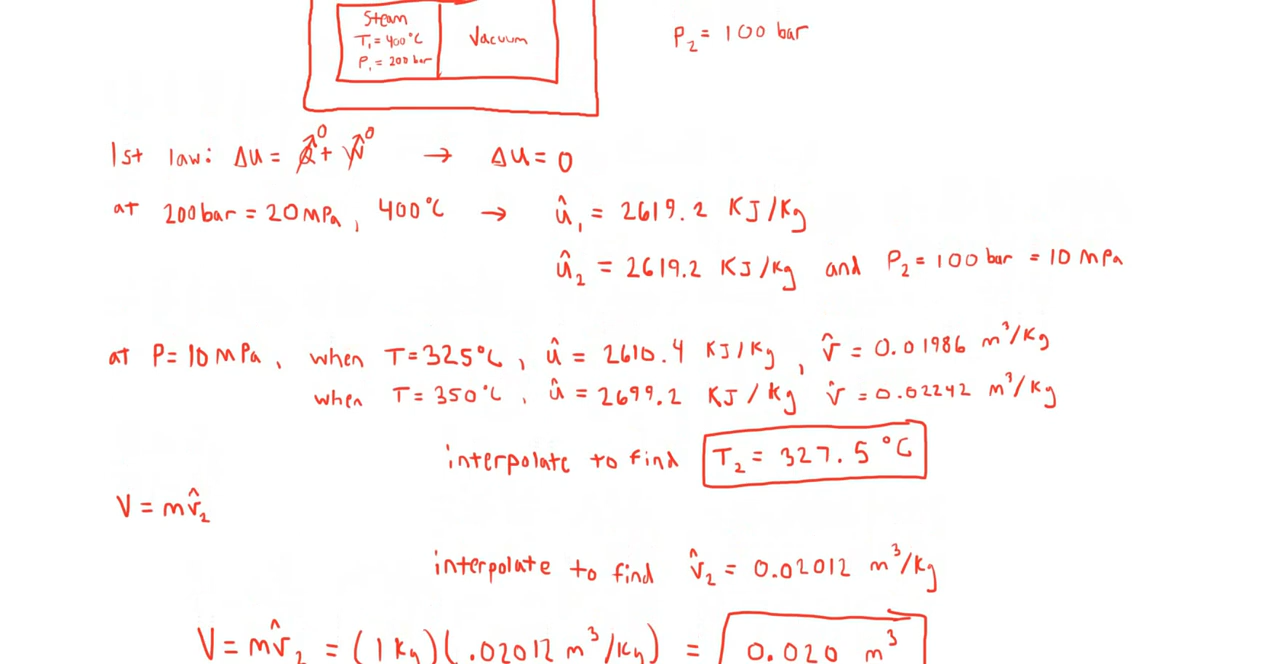 Steam
T₁ = 400°C
P₁ = 200 bar
Vacuum
P₂ = 100 bar
1st law: ΔU = Q⁰ + W⁰ → ΔU = 0
at 200 bar = 20 MPa, 400°C → û₁ = 2619.2 KJ/Kg
û₂ = 2619.2 KJ/Kg and P₂ = 100 bar = 10 MPa
at P = 10 MPa, when T = 325°C, û = 2610.4 KJ/Kg, v̂ = 0.01986 m³/Kg
when T = 350°C, û = 2699.2 KJ/Kg v̂ = 0.02242 m³/Kg
interpolate to find T₂ = 327.5°C
V = mv̂₂
interpolate to find v̂₂ = 0.02012 m³/Kg
V = mv̂₂ = (1 Kg)(.02012 m³/Kg) = 0.020 m³